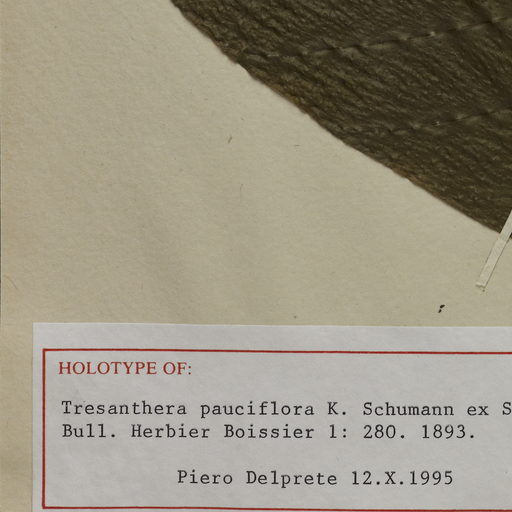 HOLOTYPE OF:
Tresanthera pauciflora K. Schumann ex S
Bull. Herbier Boissier 1: 280. 1893.
Piero Delprete 12.X.1995